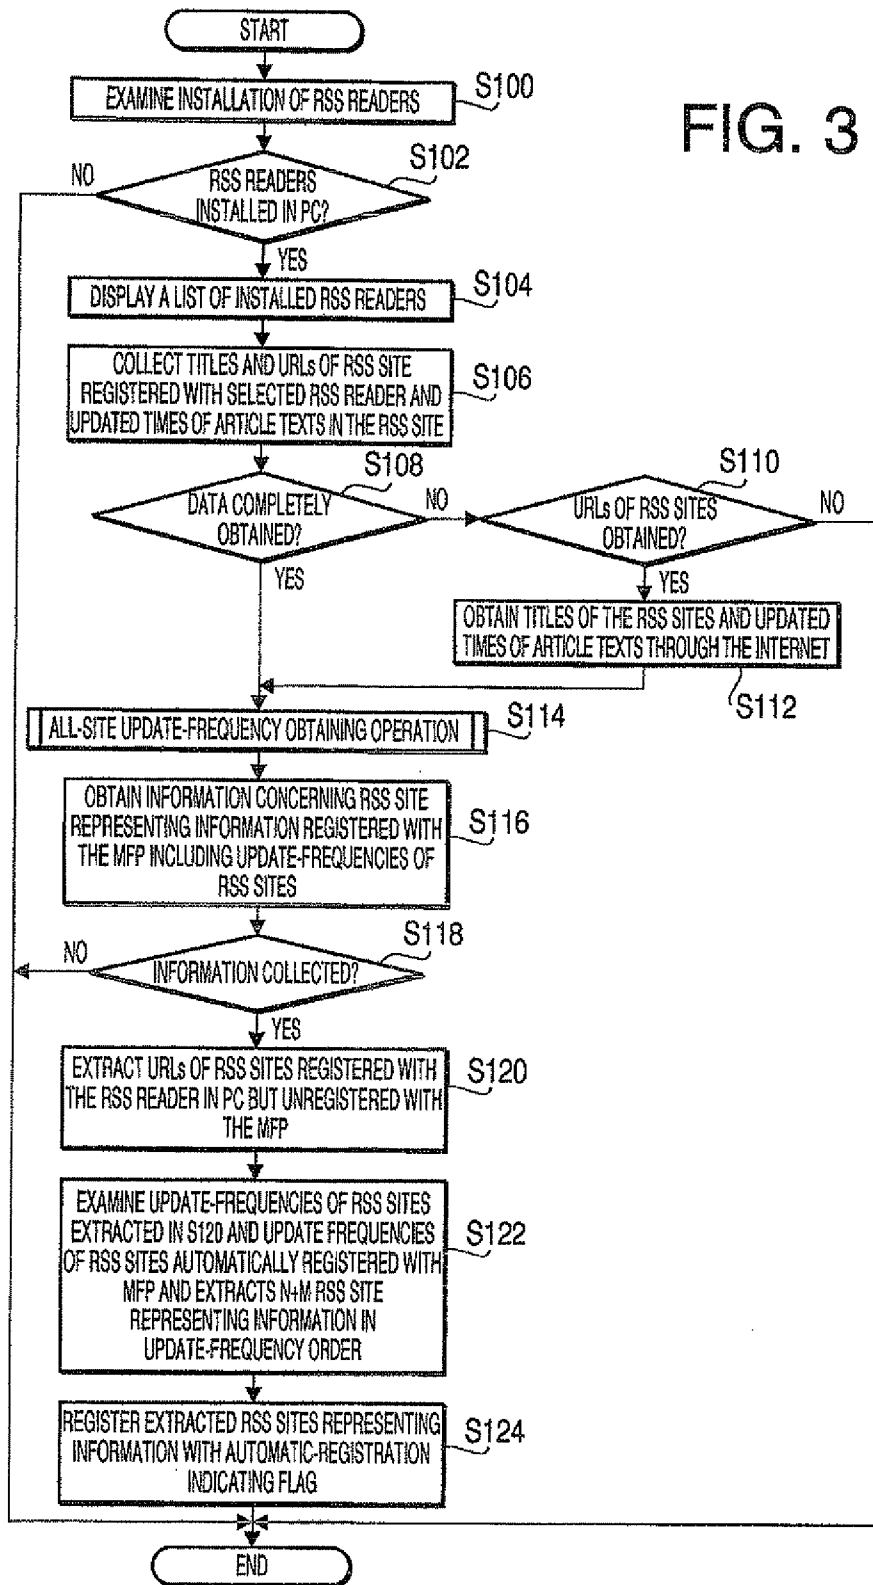 FIG. 3
START
EXAMINE INSTALLATION OF RSS READERS
S100
S102
NO
RSS READERS
INSTALLED IN PC?
YES
DISPLAY A LIST OF INSTALLED RSS READERS
S104
COLLECT TITLES AND URLs OF RSS SITE
REGISTERED WITH SELECTED RSS READER AND
UPDATED TIMES OF ARTICLE TEXTS IN THE RSS SITE
S106
S108
DATA COMPLETELY
OBTAINED?
NO
YES
S110
URLs OF RSS SITES
OBTAINED?
NO
YES
OBTAIN TITLES OF THE RSS SITES AND UPDATED
TIMES OF ARTICLE TEXTS THROUGH THE INTERNET
S112
ALL-SITE UPDATE-FREQUENCY OBTAINING OPERATION
S114
OBTAIN INFORMATION CONCERNING RSS SITE
REPRESENTING INFORMATION REGISTERED WITH
THE MFP INCLUDING UPDATE-FREQUENCIES OF
RSS SITES
S116
S118
NO
INFORMATION COLLECTED?
YES
EXTRACT URLs OF RSS SITES REGISTERED WITH
THE RSS READER IN PC BUT UNREGISTERED WITH
THE MFP
S120
EXAMINE UPDATE-FREQUENCIES OF RSS SITES
EXTRACTED IN S120 AND UPDATE FREQUENCIES
OF RSS SITES AUTOMATICALLY REGISTERED WITH
MFP AND EXTRACTS N+M RSS SITE
REPRESENTING INFORMATION IN
UPDATE-FREQUENCY ORDER
S122
REGISTER EXTRACTED RSS SITES REPRESENTING
INFORMATION WITH AUTOMATIC-REGISTRATION
INDICATING FLAG
S124
END